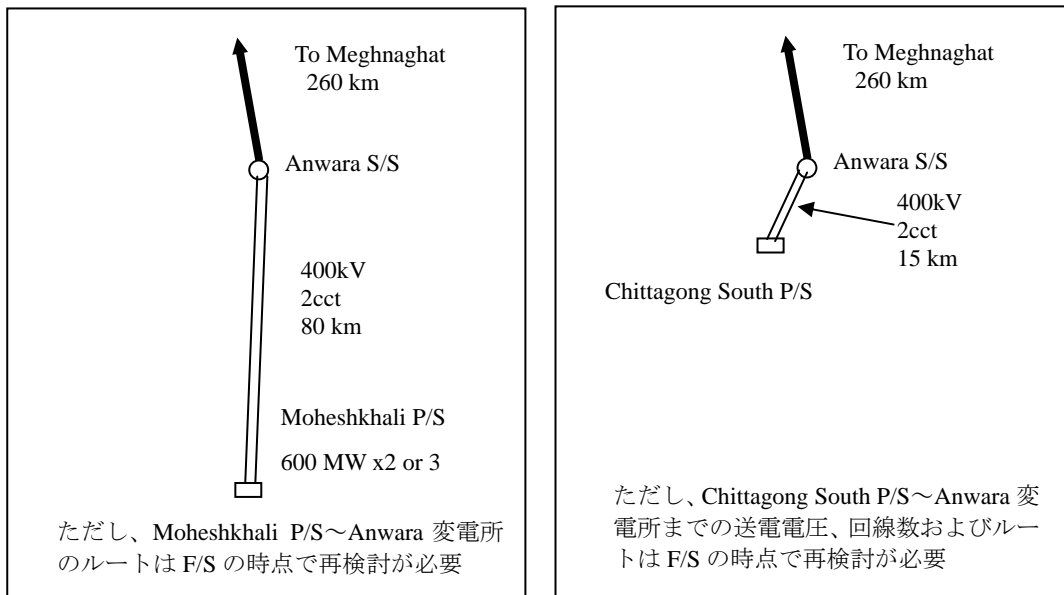 To Meghnaghat
260 km
Anwara S/S
400kV
2cct
80 km
Moheshkhali P/S
600 MW x2 or 3
ただし、Moheshkhali P/S～Anwara 変電所
のルートは F/S の時点で再検討が必要
To Meghnaghat
260 km
Anwara S/S
400kV
2cct
15 km
Chittagong South P/S
ただし、Chittagong South P/S～Anwara 変
電所までの送電電圧、回線数およびルー
トは F/S の時点で再検討が必要